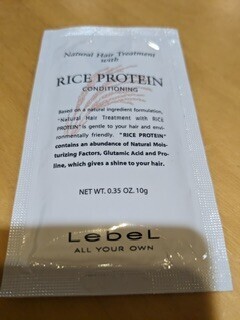 Natural Hair Treatment
with
RICE PROTEIN
CONDITIONING
Based on a natural ingredient formulation,
"Natural Hair Treatment with RICE
PROTEIN" is gentle to your hair and envi-
ronmentally friendly. "RICE PROTEIN"
contains an abundance of Natural Mois-
turizing Factors, Glutamic Acid and Pro-
line, which gives a shine to your hair.
NET WT. 0.35 OZ. 10g
LebeL
ALL YOUR OWN